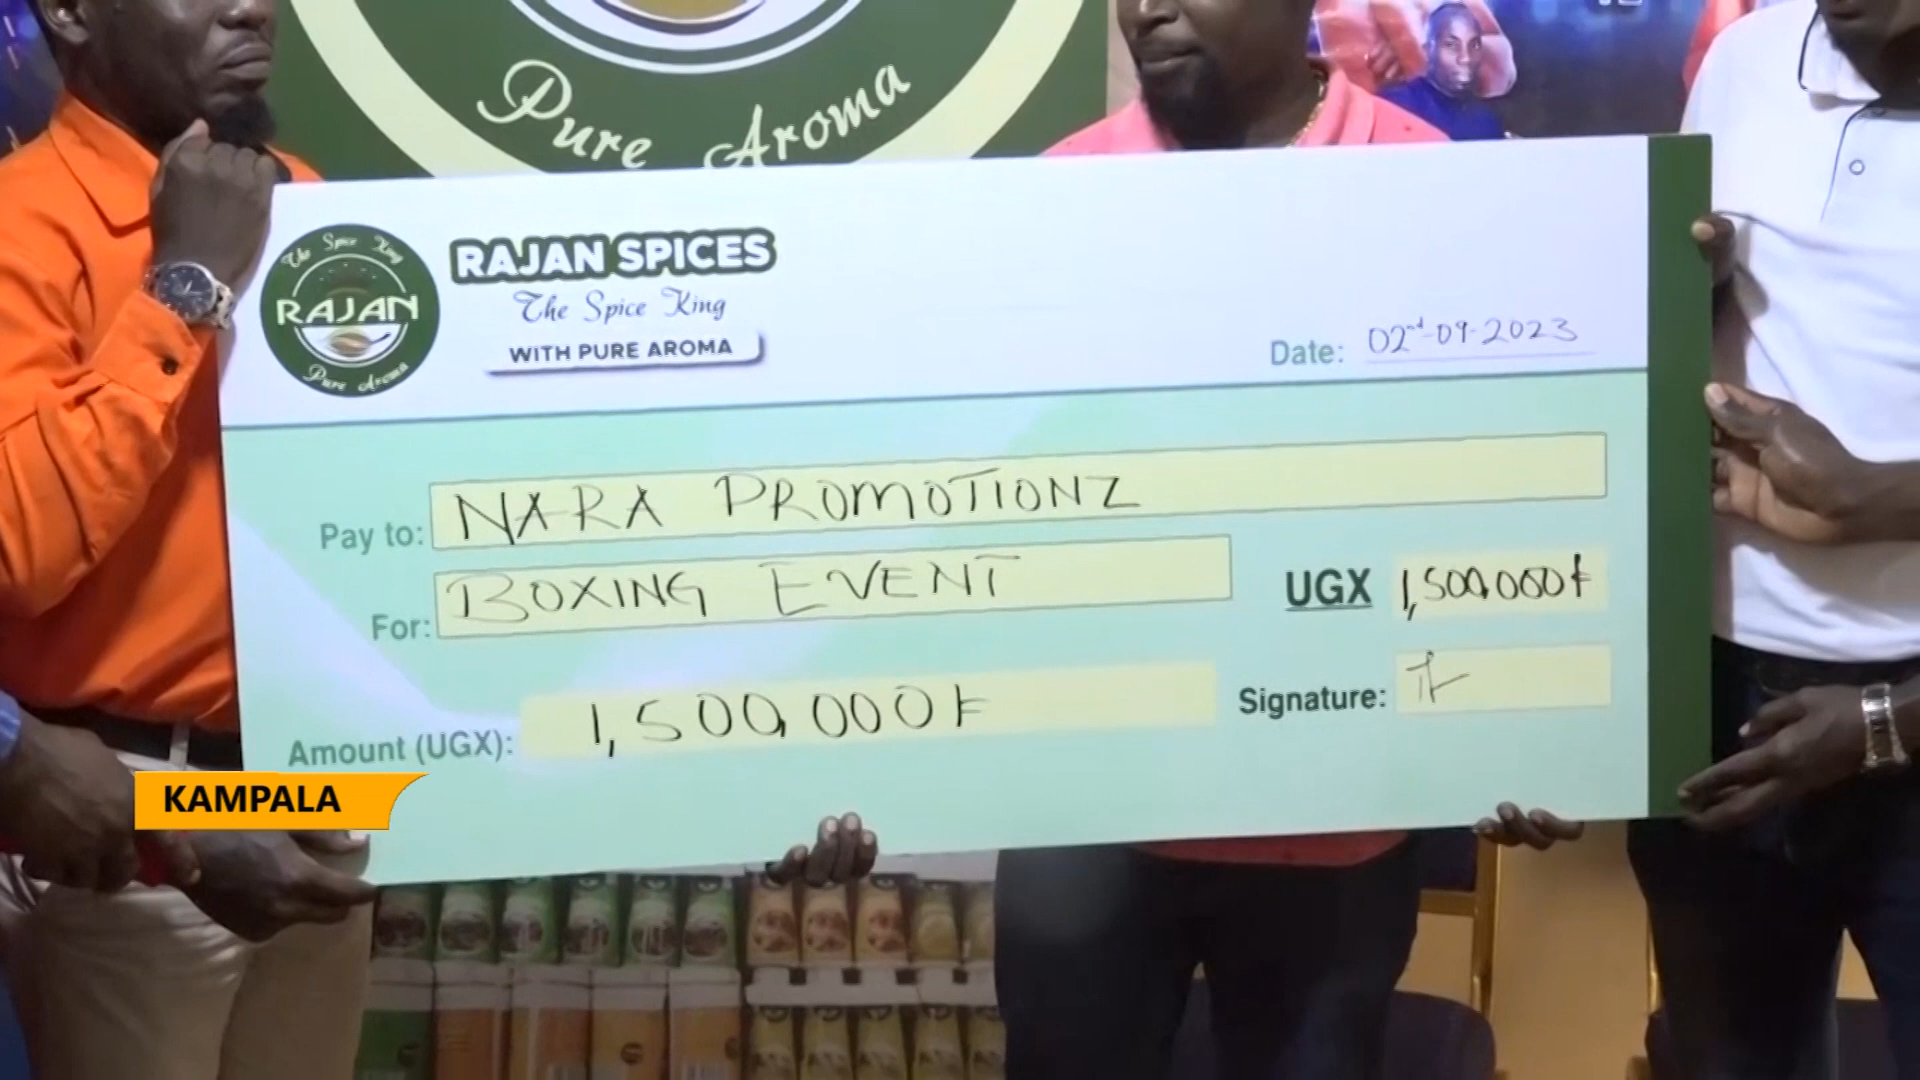 Pure Aroma
The Spice King
RAJAN
Pure Aroma
RAJAN SPICES
The Spice King
WITH PURE AROMA
Date: 02nd-09-2023
Pay to: NARA PROMOTIONZ
For: BOXING EVENT
UGX 1,500,000/=
Amount (UGX): 1,500,000/=
Signature:
KAMPALA